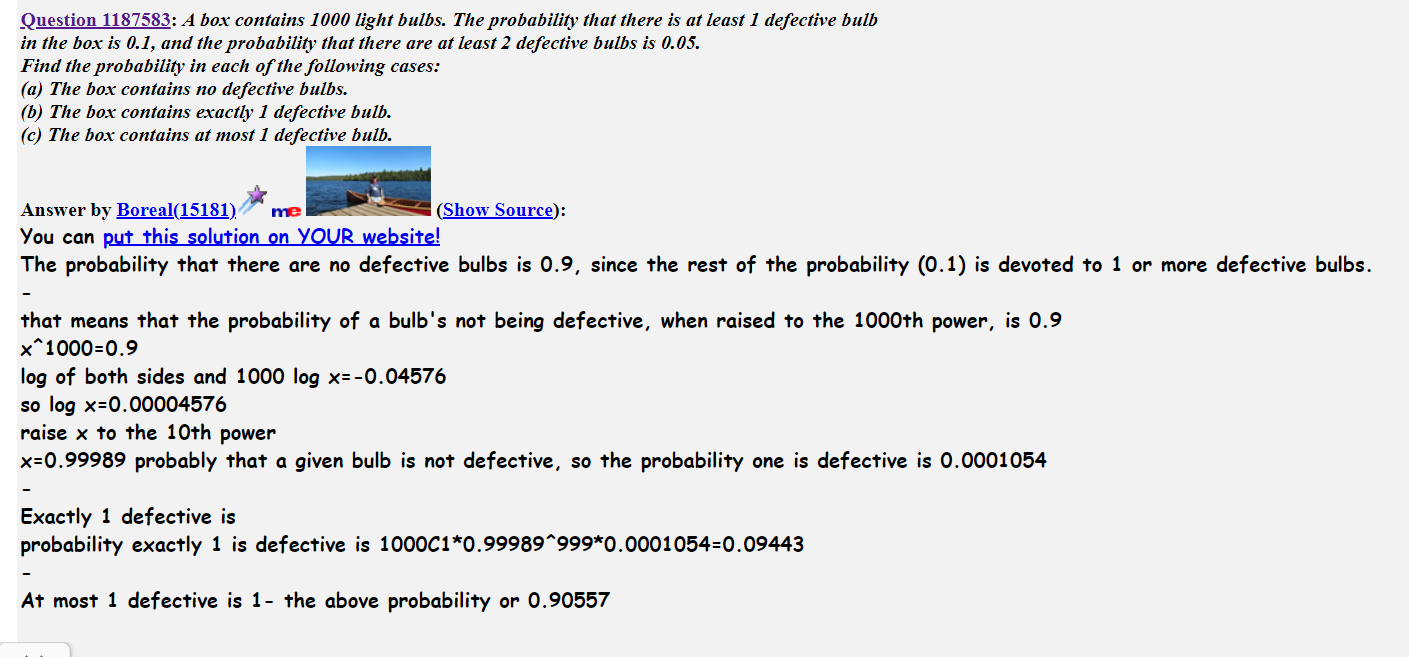 Question 1187583: A box contains 1000 light bulbs. The probability that there is at least 1 defective bulb
in the box is 0.1, and the probability that there are at least 2 defective bulbs is 0.05.
Find the probability in each of the following cases:
(a) The box contains no defective bulbs.
(b) The box contains exactly 1 defective bulb.
(c) The box contains at most 1 defective bulb.
Answer by Boreal(15181) me (Show Source):
You can put this solution on YOUR website!
The probability that there are no defective bulbs is 0.9, since the rest of the probability (0.1) is devoted to 1 or more defective bulbs.
-
that means that the probability of a bulb's not being defective, when raised to the 1000th power, is 0.9
x^1000=0.9
log of both sides and 1000 log x=-0.04576
so log x=0.00004576
raise x to the 10th power
x=0.99989 probably that a given bulb is not defective, so the probability one is defective is 0.0001054
-
Exactly 1 defective is
probability exactly 1 is defective is 1000C1*0.99989^999*0.0001054=0.09443
-
At most 1 defective is 1- the above probability or 0.90557